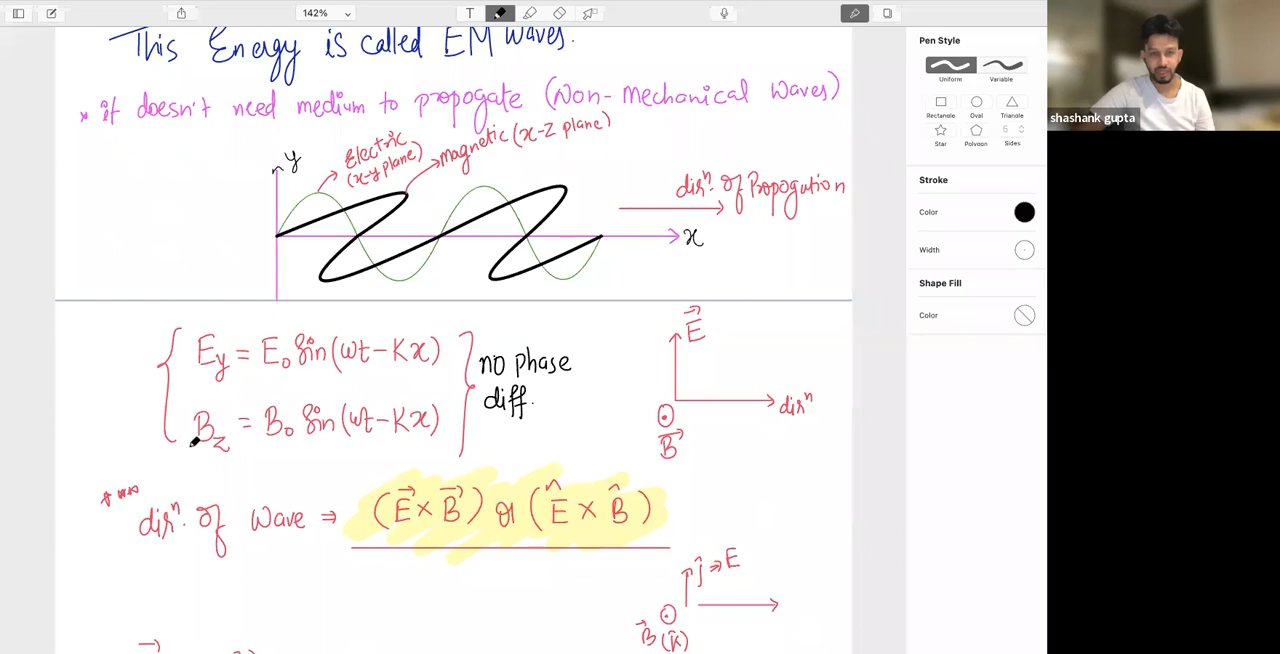 142%
T
This Energy is called EM Waves.
* it doesn't need medium to propogate (Non-Mechanical Waves)
y
Electric
(x-y plane)
Magnetic (x-z plane)
dirⁿ. of Propogation
x
E_y = E₀ sin(ωt – Kx)
B_z = B₀ sin(ωt – Kx)
no phase
diff.
→E
dirⁿ
→B
dirⁿ. of Wave ⇒ (→E × →B) or (Ê × B̂)
ĵ ⇒ E
→B (k̂)
Pen Style
Uniform
Variable
Rectangle
Oval
Triangle
Star
Polygon
5
Sides
Stroke
Color
Width
Shape Fill
Color
shashank gupta